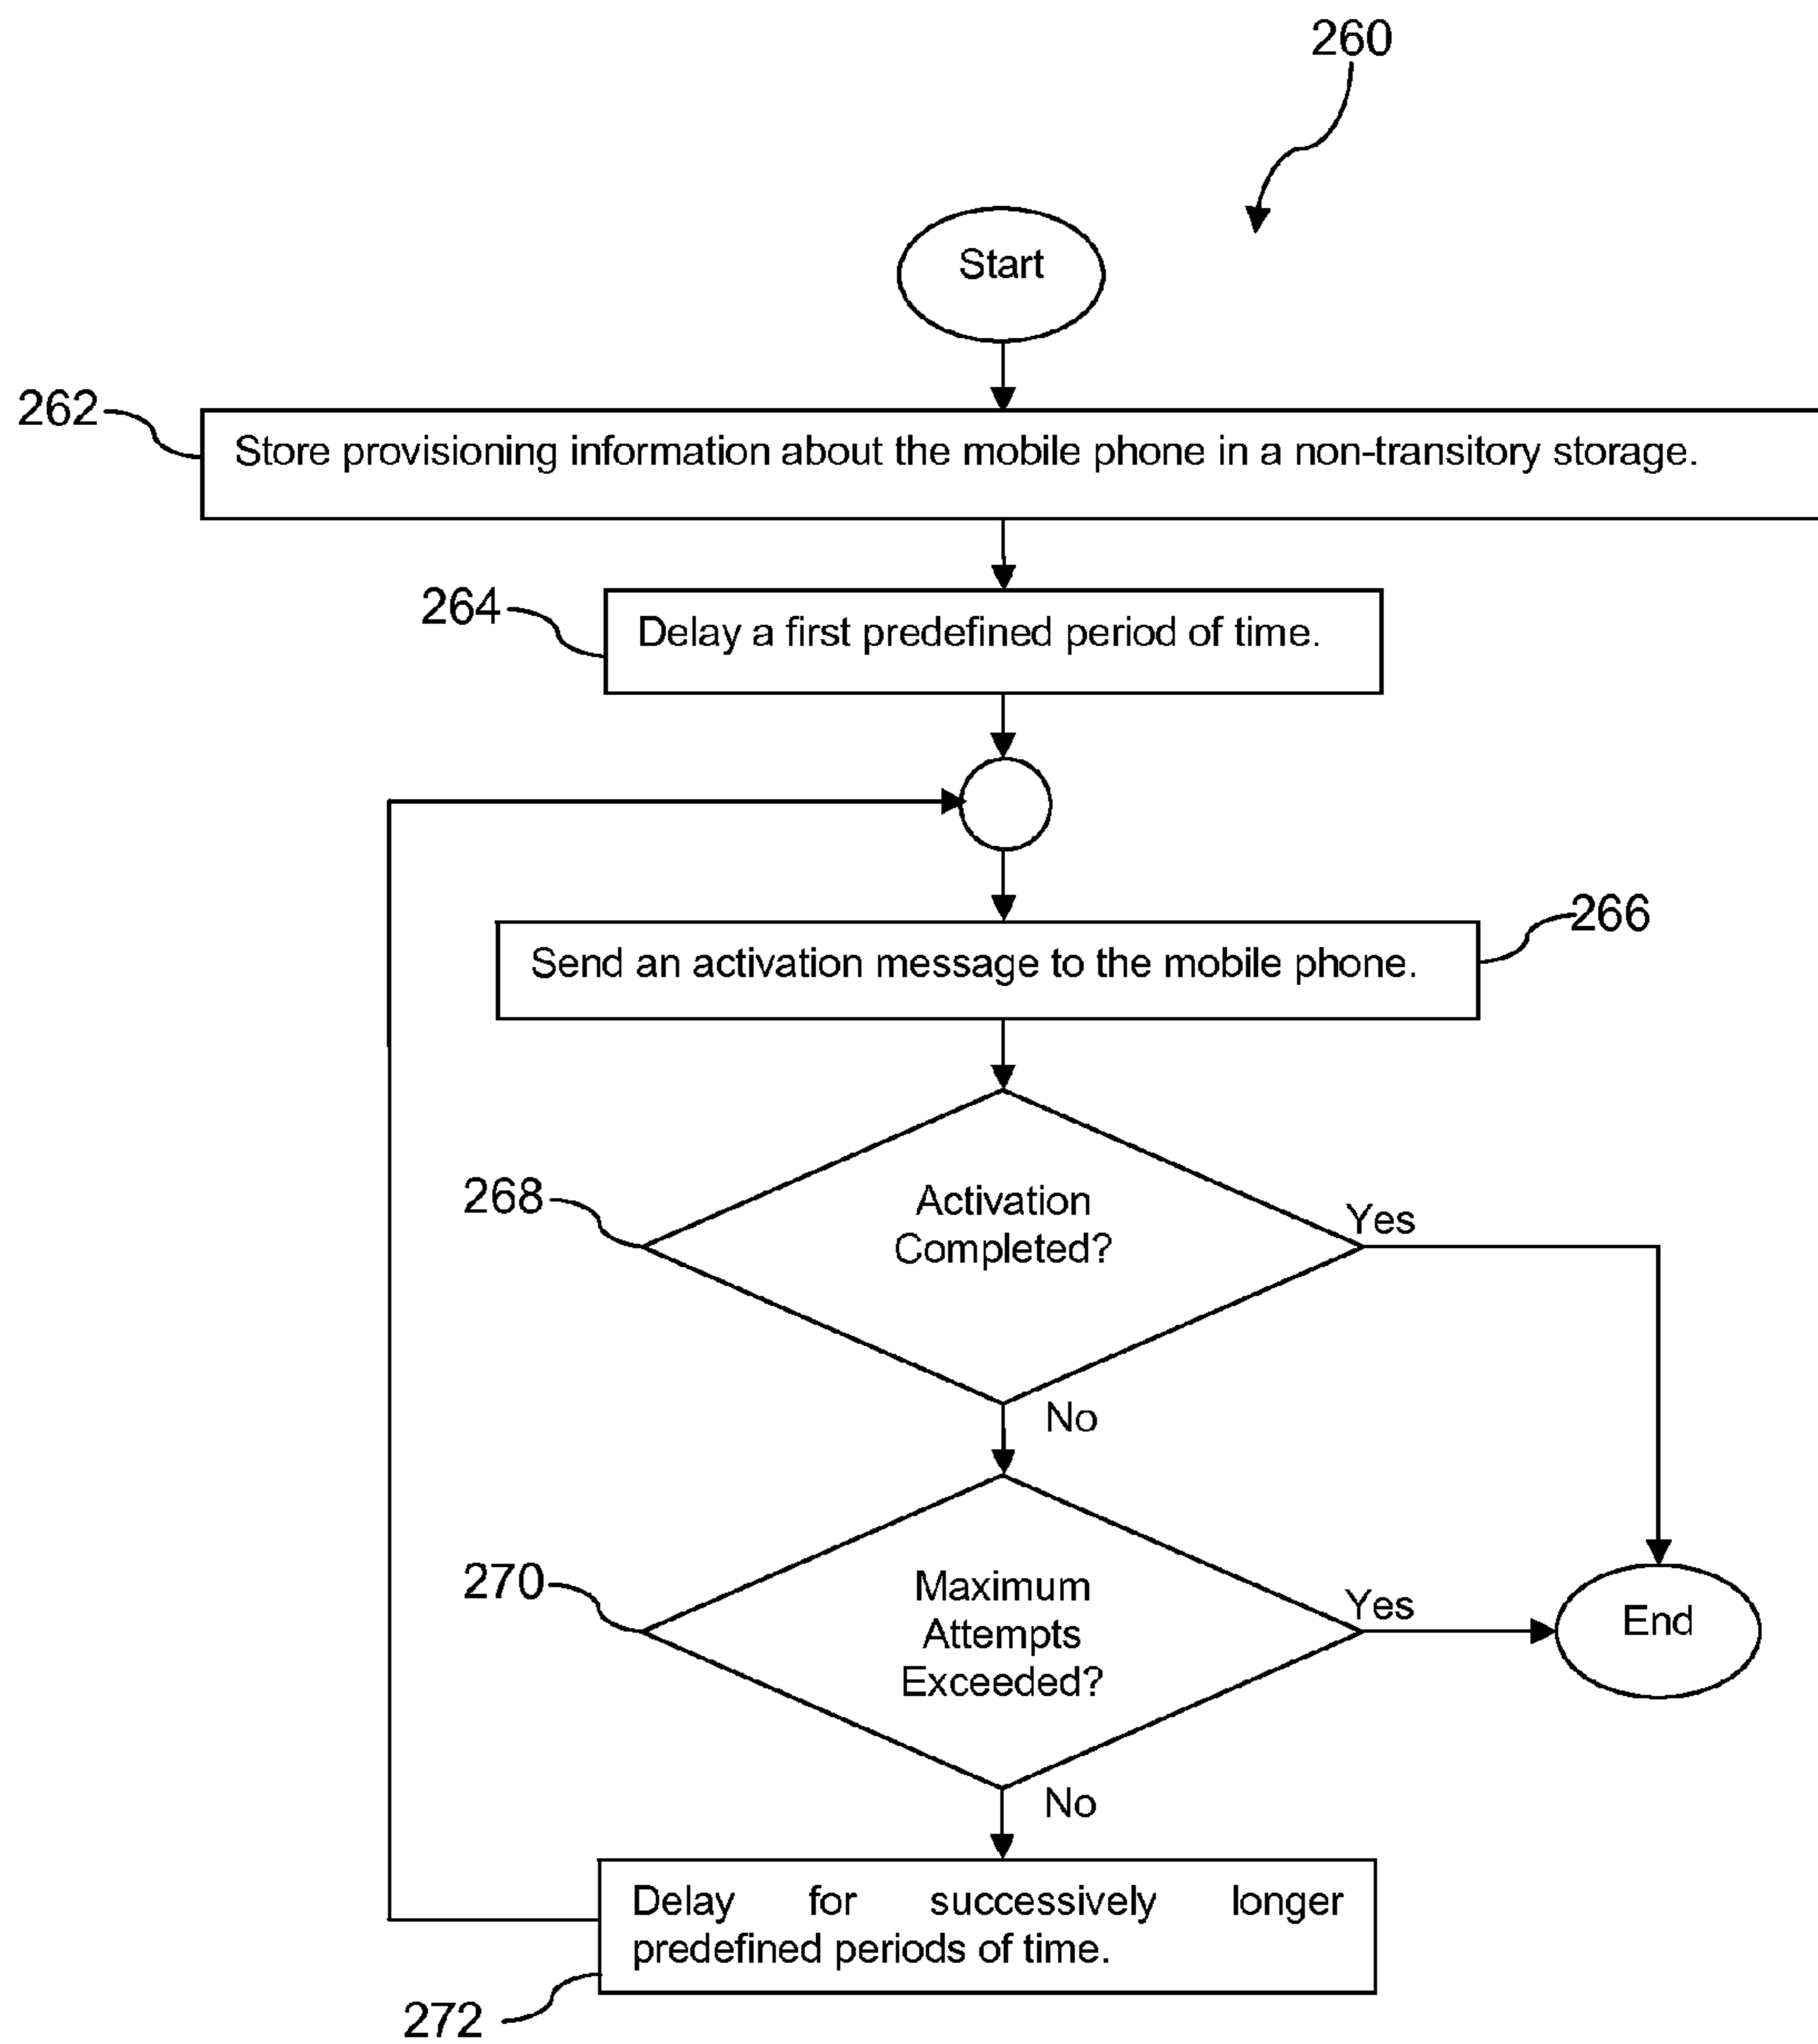 260
Start
262
Store provisioning information about the mobile phone in a non-transitory storage.
264
Delay a first predefined period of time.
266
Send an activation message to the mobile phone.
268
Activation
Completed?
Yes
No
270
Maximum
Attempts
Exceeded?
Yes
End
No
Delay for successively longer
predefined periods of time.
272